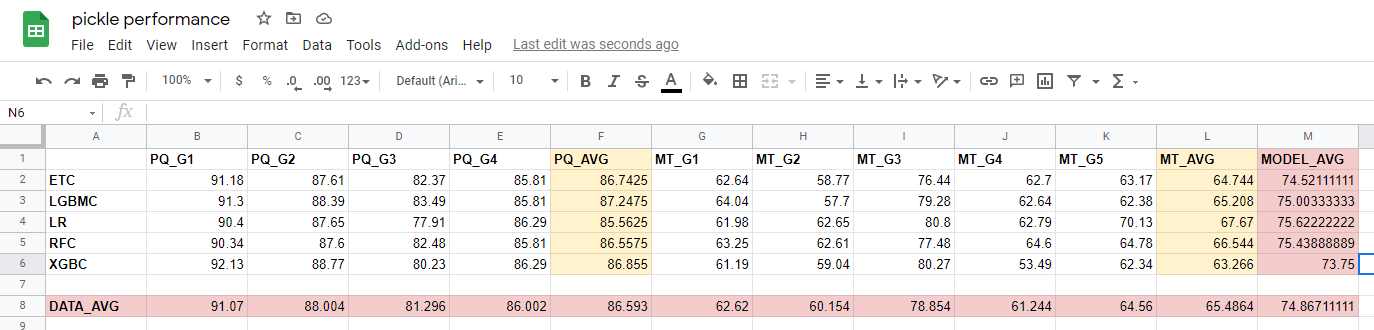 pickle performance
File Edit View Insert Format Data Tools Add-ons Help Last edit was seconds ago
100% $ % .0 .00 123 Default (Ari... 10 B I S A
N6 fx
A B C D E F G H I J K L M
1 PQ_G1 PQ_G2 PQ_G3 PQ_G4 PQ_AVG MT_G1 MT_G2 MT_G3 MT_G4 MT_G5 MT_AVG MODEL_AVG
2 ETC 91.18 87.61 82.37 85.81 86.7425 62.64 58.77 76.44 62.7 63.17 64.744 74.52111111
3 LGBMC 91.3 88.39 83.49 85.81 87.2475 64.04 57.7 79.28 62.64 62.38 65.208 75.00333333
4 LR 90.4 87.65 77.91 86.29 85.5625 61.98 62.65 80.8 62.79 70.13 67.67 75.62222222
5 RFC 90.34 87.6 82.48 85.81 86.5575 63.25 62.61 77.48 64.6 64.78 66.544 75.43888889
6 XGBC 92.13 88.77 80.23 86.29 86.855 61.19 59.04 80.27 53.49 62.34 63.266 73.75
7
8 DATA_AVG 91.07 88.004 81.296 86.002 86.593 62.62 60.154 78.854 61.244 64.56 65.4864 74.86711111
9